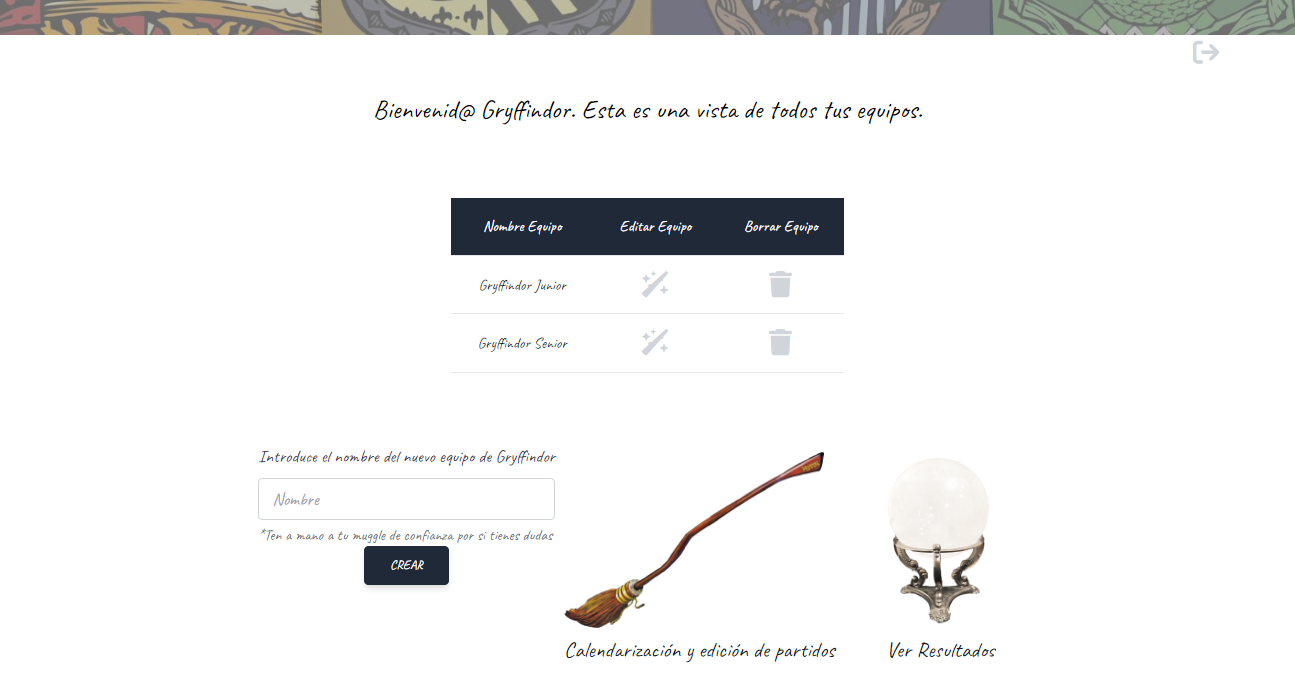 Bienvenid@ Gryffindor. Esta es una vista de todos tus equipos.
Nombre Equipo Editar Equipo Borrar Equipo
Gryffindor Junior
Gryffindor Senior
Introduce el nombre del nuevo equipo de Gryffindor
Nombre
*Ten a mano a tu muggle de confianza por si tienes dudas
CREAR
Calendarización y edición de partidos
Ver Resultados